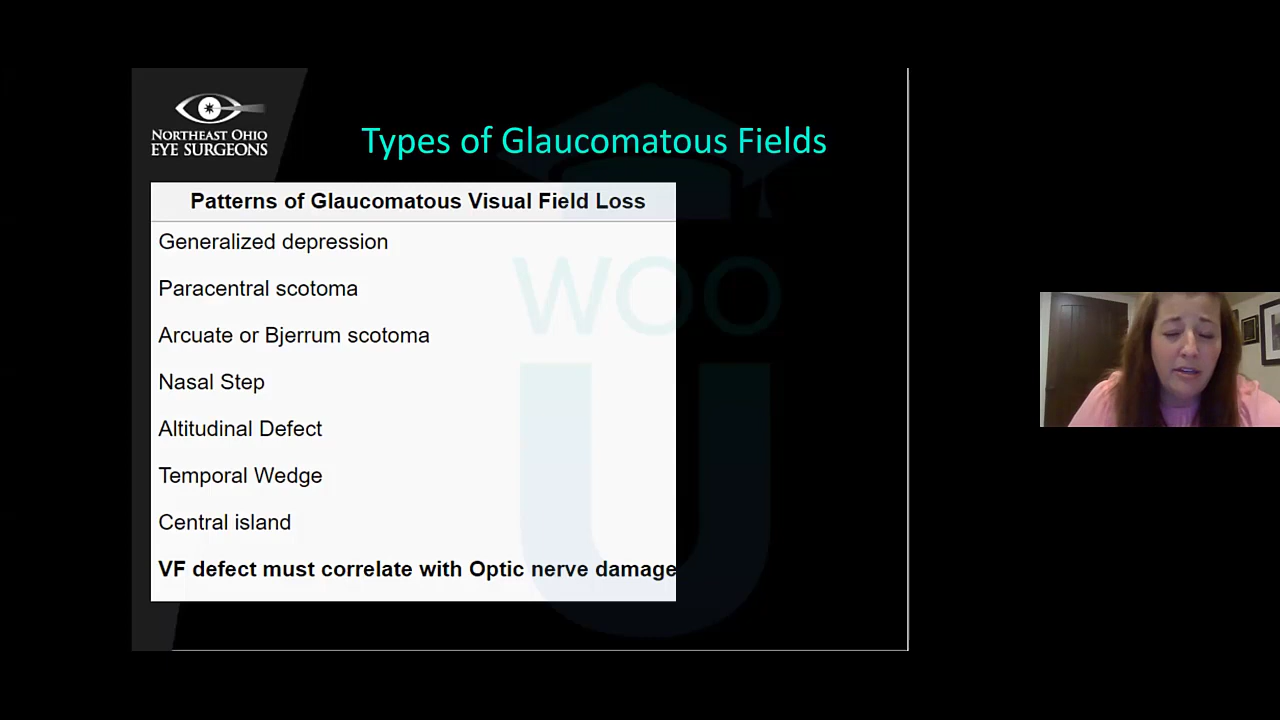 NORTHEAST OHIO
EYE SURGEONS
Types of Glaucomatous Fields
Patterns of Glaucomatous Visual Field Loss
Generalized depression
Paracentral scotoma
Arcuate or Bjerrum scotoma
Nasal Step
Altitudinal Defect
Temporal Wedge
Central island
VF defect must correlate with Optic nerve damage
WOO
U